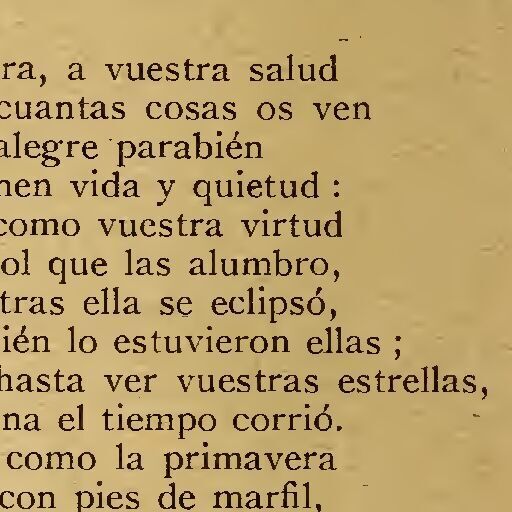 ra, a vuestra salud
cuantas cosas os ven
alegre parabién
nen vida y quietud :
como vuestra virtud
ol que las alumbro,
tras ella se eclipsó,
ién lo estuvieron ellas ;
hasta ver vuestras estrellas,
na el tiempo corrió.
como la primavera
con pies de marfil,